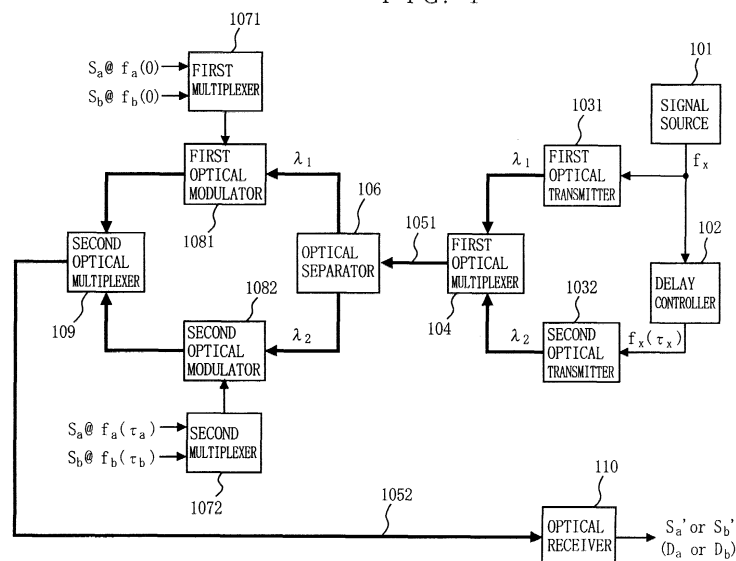 FIG. 1
1071
S_a@ f_a(0)
S_b@ f_b(0)
FIRST
MULTIPLEXER
101
SIGNAL
SOURCE
f_x
1031
λ_1
FIRST
OPTICAL
TRANSMITTER
λ_1
FIRST
OPTICAL
MODULATOR
1081
106
OPTICAL
SEPARATOR
1051
FIRST
OPTICAL
MULTIPLEXER
104
102
DELAY
CONTROLLER
SECOND
OPTICAL
MULTIPLEXER
109
1082
SECOND
OPTICAL
MODULATOR
λ_2
1032
λ_2
SECOND
OPTICAL
TRANSMITTER
f_x(τ_x)
S_a@ f_a(τ_a)
S_b@ f_b(τ_b)
SECOND
MULTIPLEXER
1072
1052
110
OPTICAL
RECEIVER
S_a' or S_b'
(D_a or D_b)